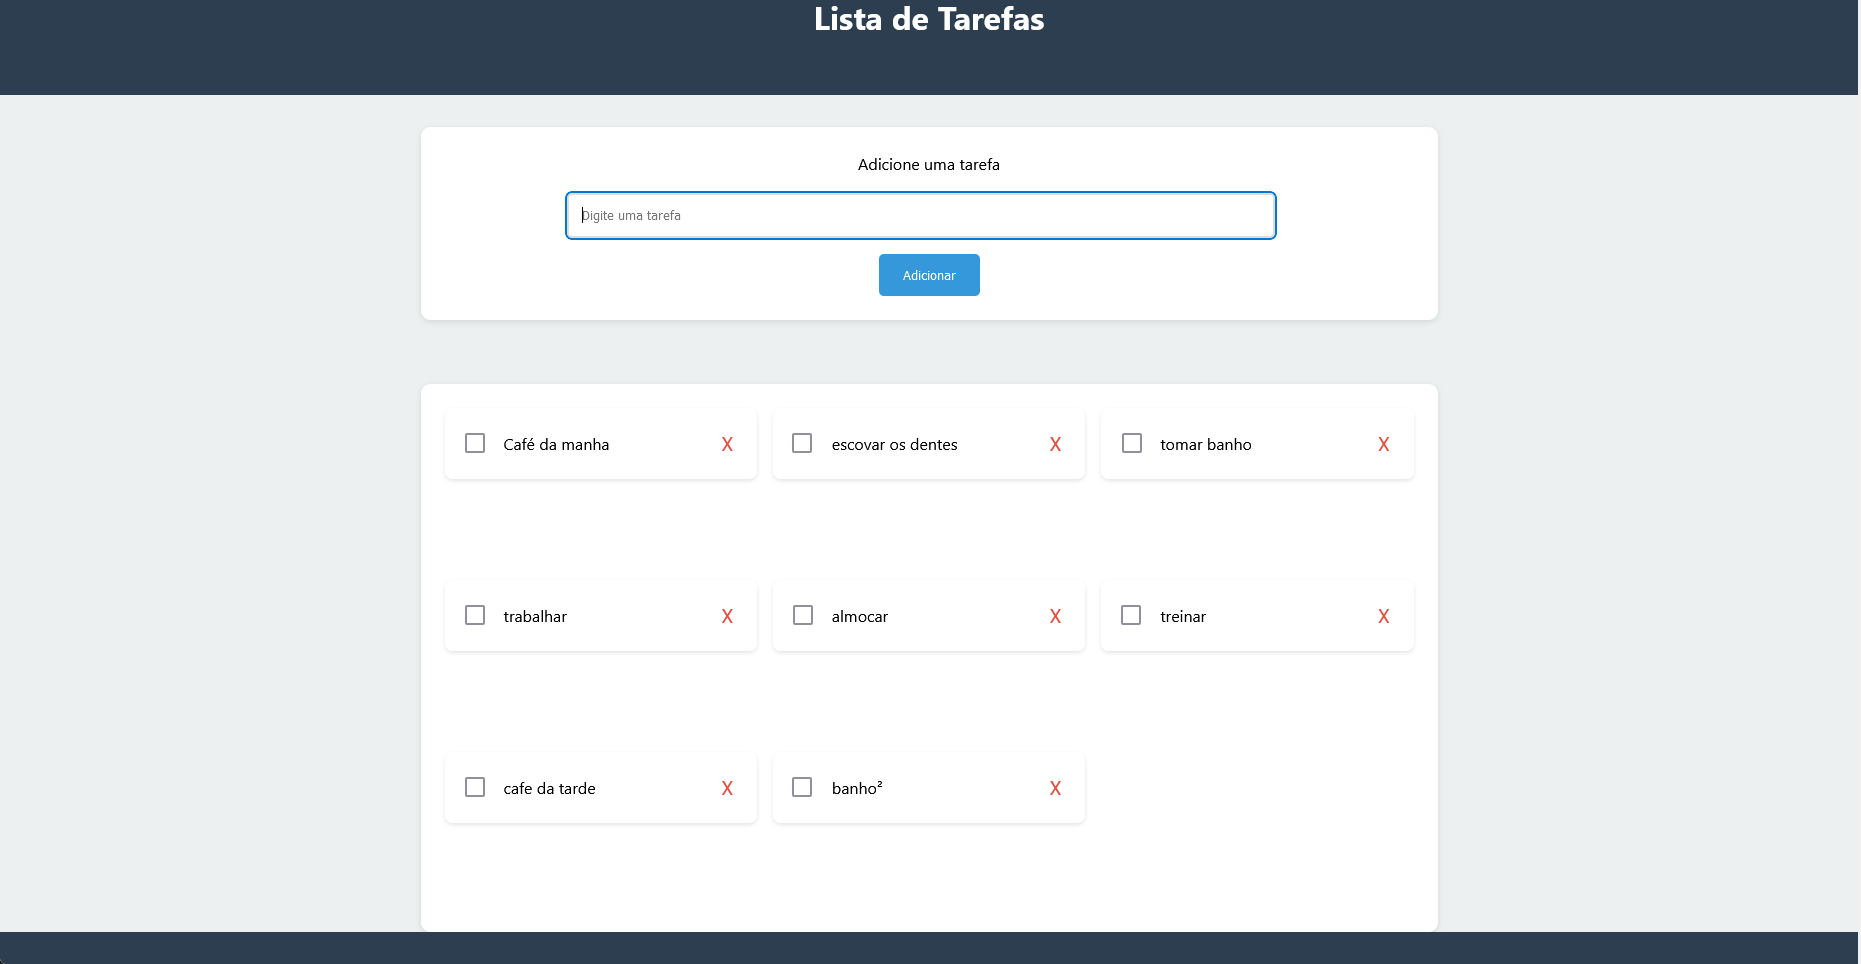 Lista de Tarefas
Adicione uma tarefa
Digite uma tarefa
Adicionar
Café da manha X
escovar os dentes X
tomar banho X
trabalhar X
almocar X
treinar X
cafe da tarde X
banho² X